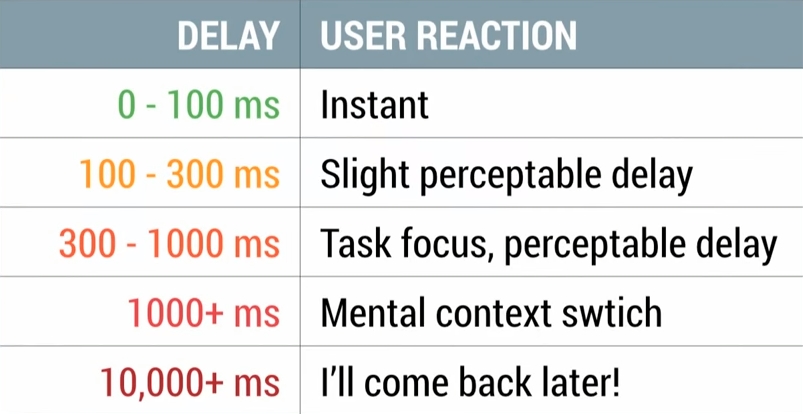 DELAY USER REACTION
0 - 100 ms Instant
100 - 300 ms Slight perceptable delay
300 - 1000 ms Task focus, perceptable delay
1000+ ms Mental context swtich
10,000+ ms I'll come back later!